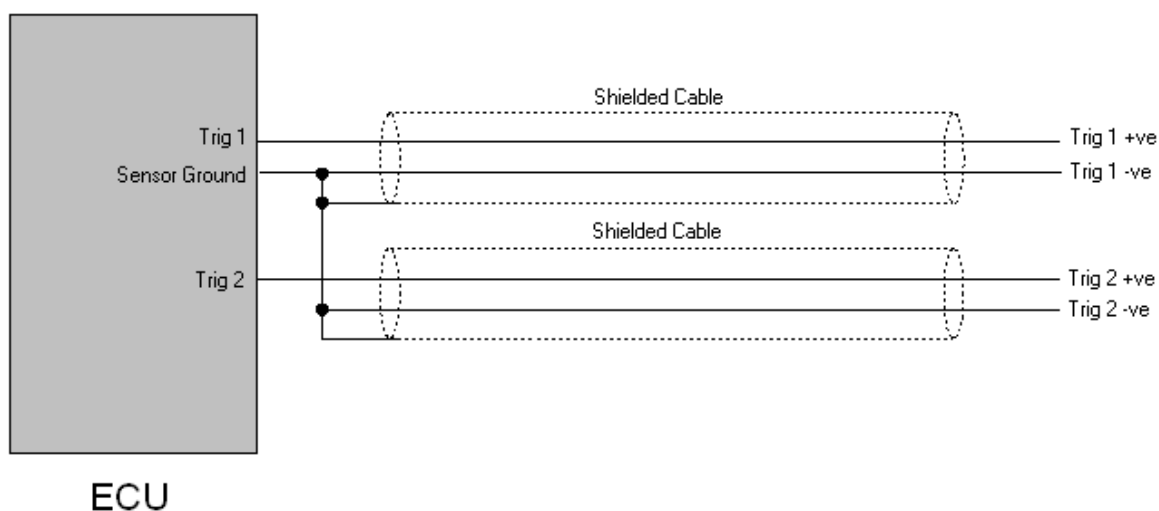 Shielded Cable
Trig 1
Trig 1 +ve
Sensor Ground
Trig 1 -ve
Shielded Cable
Trig 2
Trig 2 +ve
Trig 2 -ve
ECU